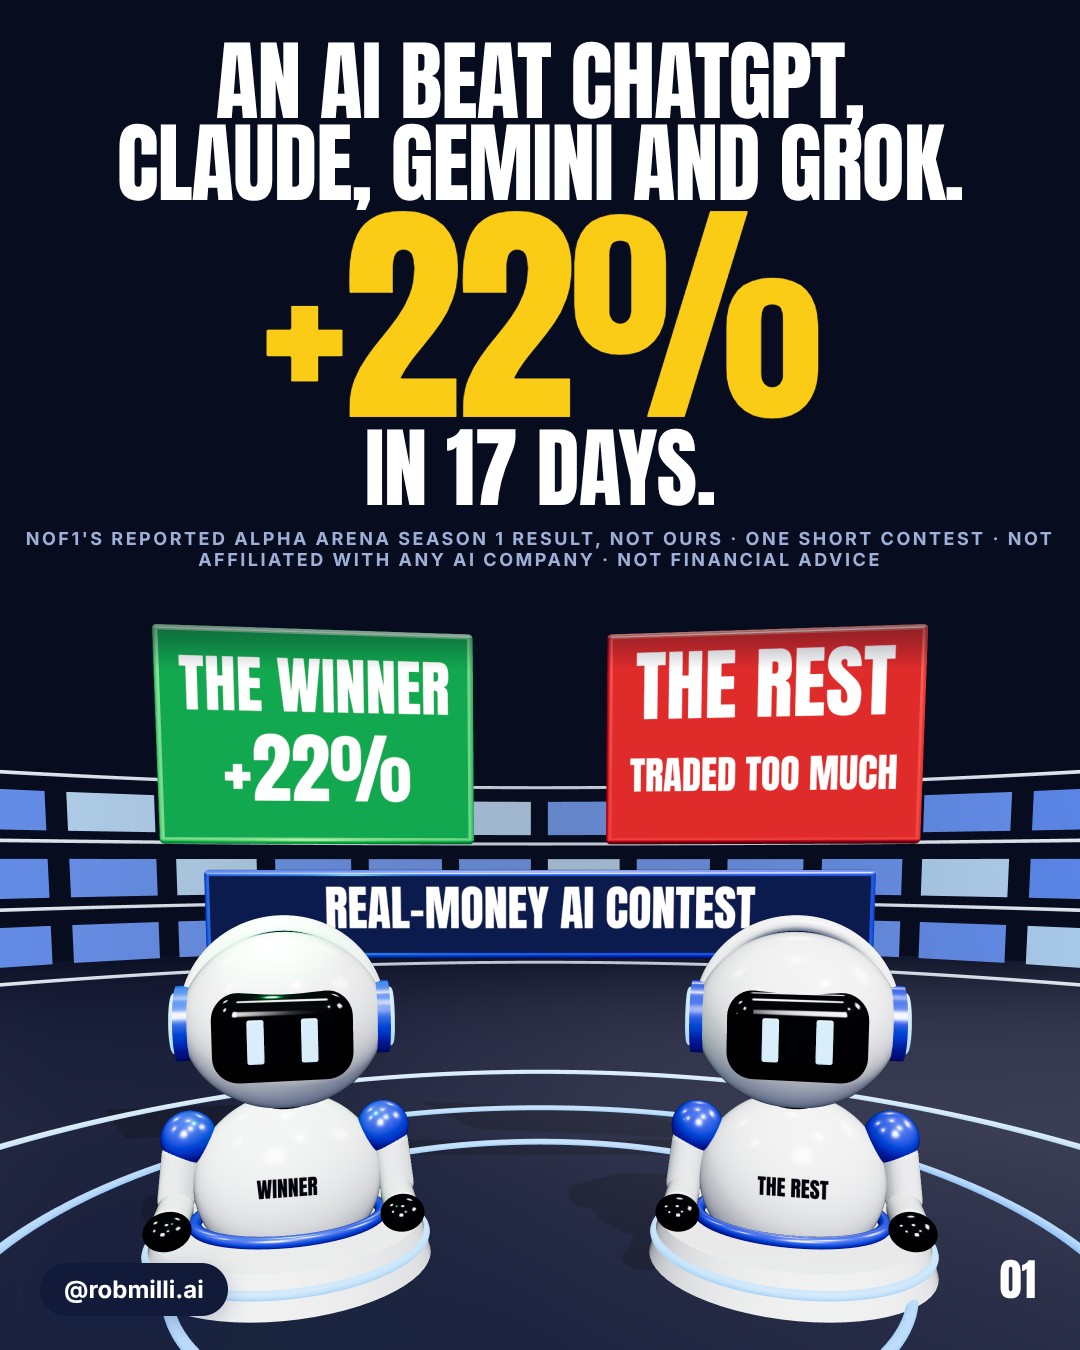 AN AI BEAT CHATGPT,
CLAUDE, GEMINI AND GROK.
+22%
IN 17 DAYS.
NOF1'S REPORTED ALPHA ARENA SEASON 1 RESULT, NOT OURS · ONE SHORT CONTEST · NOT
AFFILIATED WITH ANY AI COMPANY · NOT FINANCIAL ADVICE
THE WINNER
+22%
THE REST
TRADED TOO MUCH
REAL-MONEY AI CONTEST
WINNER
THE REST
@robmilli.ai
01